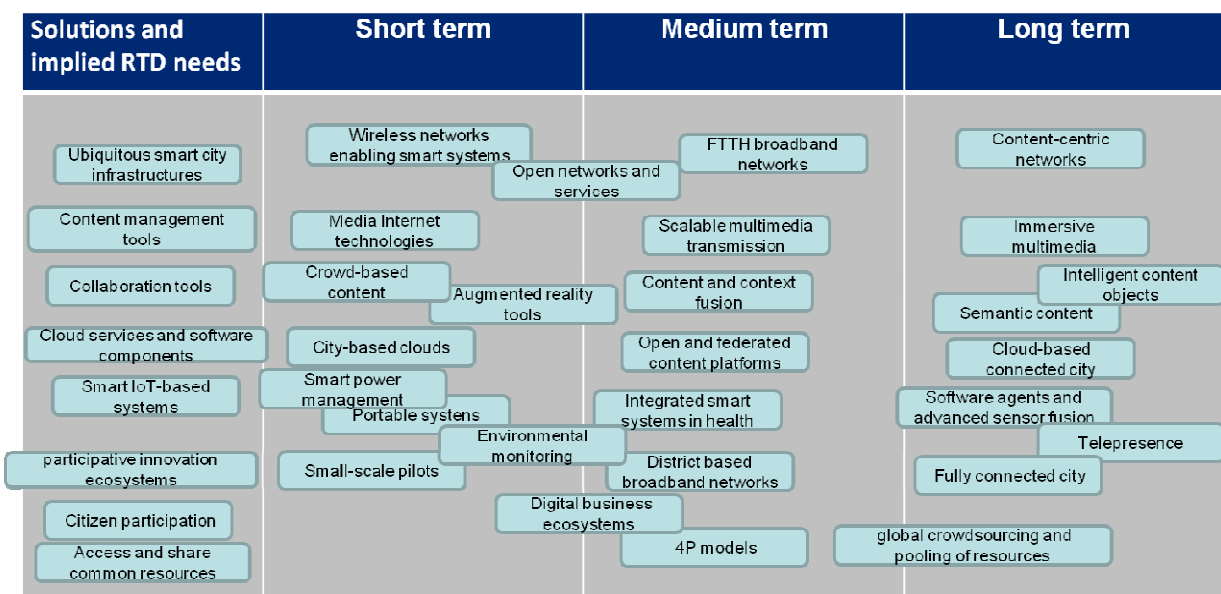 Solutions and
implied RTD needs
Short term
Medium term
Long term
Ubiquitous smart city
infrastructures
Wireless networks
enabling smart systems
Open networks and
services
FTTH broadband
networks
Content-centric
networks
Content management
tools
Media Internet
technologies
Scalable multimedia
transmission
Immersive
multimedia
Collaboration tools
Crowd-based
content
Augmented reality
tools
Content and context
fusion
Intelligent content
objects
Semantic content
Cloud services and software
components
City-based clouds
Open and federated
content platforms
Cloud-based
connected city
Smart IoT-based
systems
Smart power
management
Portable systens
Integrated smart
systems in health
Software agents and
advanced sensor fusion
Environmental
monitoring
Telepresence
participative innovation
ecosystems
Small-scale pilots
District based
broadband networks
Fully connected city
Citizen participation
Digital business
ecosystems
Access and share
common resources
4P models
global crowdsourcing and
pooling of resources